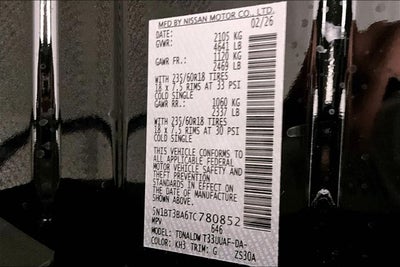 MFD BY NISSAN MOTOR CO., LTD.
02/26
DATE:
GVWR: 2105 KG
4641 LB
GAWR FR.: 1120 KG
2469 LB
WITH 235/60R18 TIRES
18 x 7.5 RIMS AT 33 PSI
COLD SINGLE
GAWR RR.: 1060 KG
2337 LB
WITH 235/60R18 TIRES
18 x 7.5 RIMS AT 30 PSI
COLD SINGLE
THIS VEHICLE CONFORMS TO
ALL APPLICABLE FEDERAL
MOTOR VEHICLE SAFETY AND
THEFT PREVENTION
STANDARDS IN EFFECT ON
THE DATE OF MANUFACTURE
SHOWN ABOVE.
5N1BT3BA6TC780852
MPV 646
MODEL: TDNALDW T33UUAF-DA-
COLOR: KH3 TRIM: G ZS30A